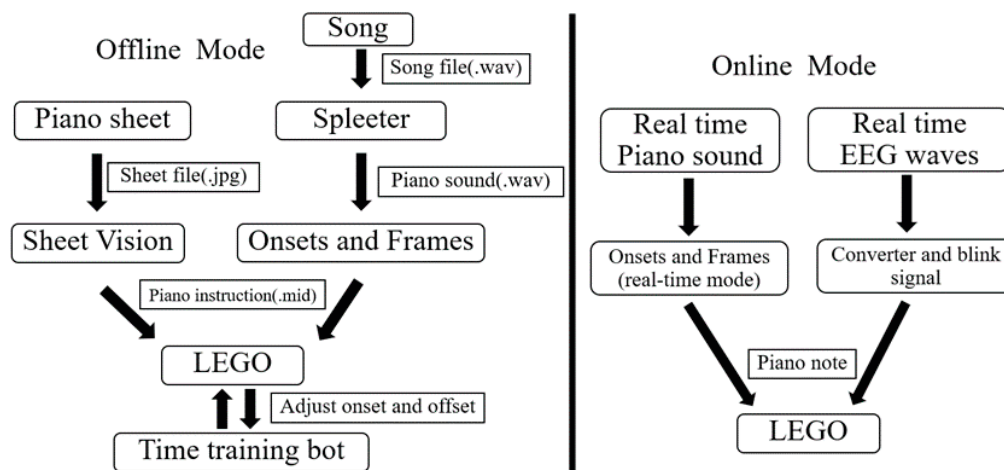 Offline Mode
Song
Song file(.wav)
Piano sheet
Spleeter
Sheet file(.jpg)
Piano sound(.wav)
Sheet Vision
Onsets and Frames
Piano instruction(.mid)
LEGO
Adjust onset and offset
Time training bot
Online Mode
Real time
Piano sound
Real time
EEG waves
Onsets and Frames
(real-time mode)
Converter and blink
signal
Piano note
LEGO